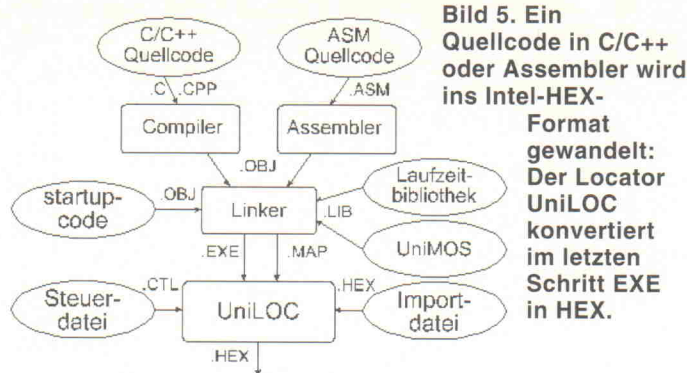 C/C++
Quellcode
ASM
Quellcode
.C .CPP
.ASM
Compiler
Assembler
.OBJ
startup-
code
.OBJ
Linker
.LIB
Laufzeit-
bibliothek
UniMOS
.EXE
.MAP
Steuer-
datei
.CTL
UniLOC
.HEX
Import-
datei
.HEX
Bild 5. Ein
Quellcode in C/C++
oder Assembler wird
ins Intel-HEX-
Format
gewandelt:
Der Locator
UniLOC
konvertiert
im letzten
Schritt EXE
in HEX.